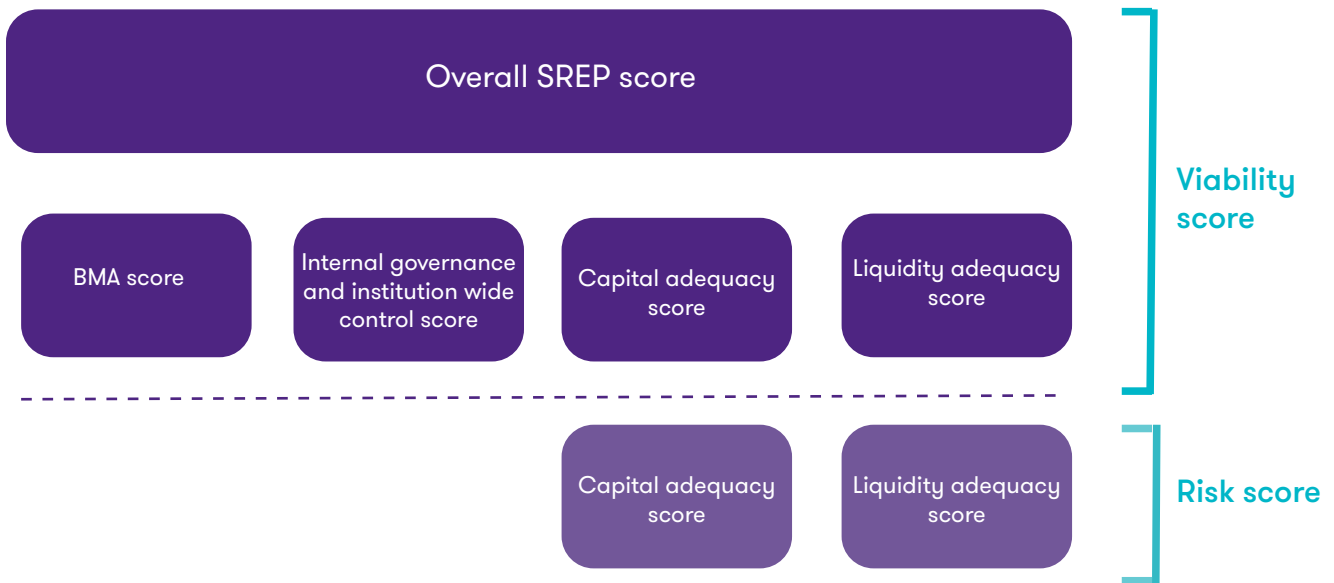 Overall SREP score
Viability
score
BMA score
Internal governance
and institution wide
control score
Capital adequacy
score
Liquidity adequacy
score
Capital adequacy
score
Liquidity adequacy
score
Risk score